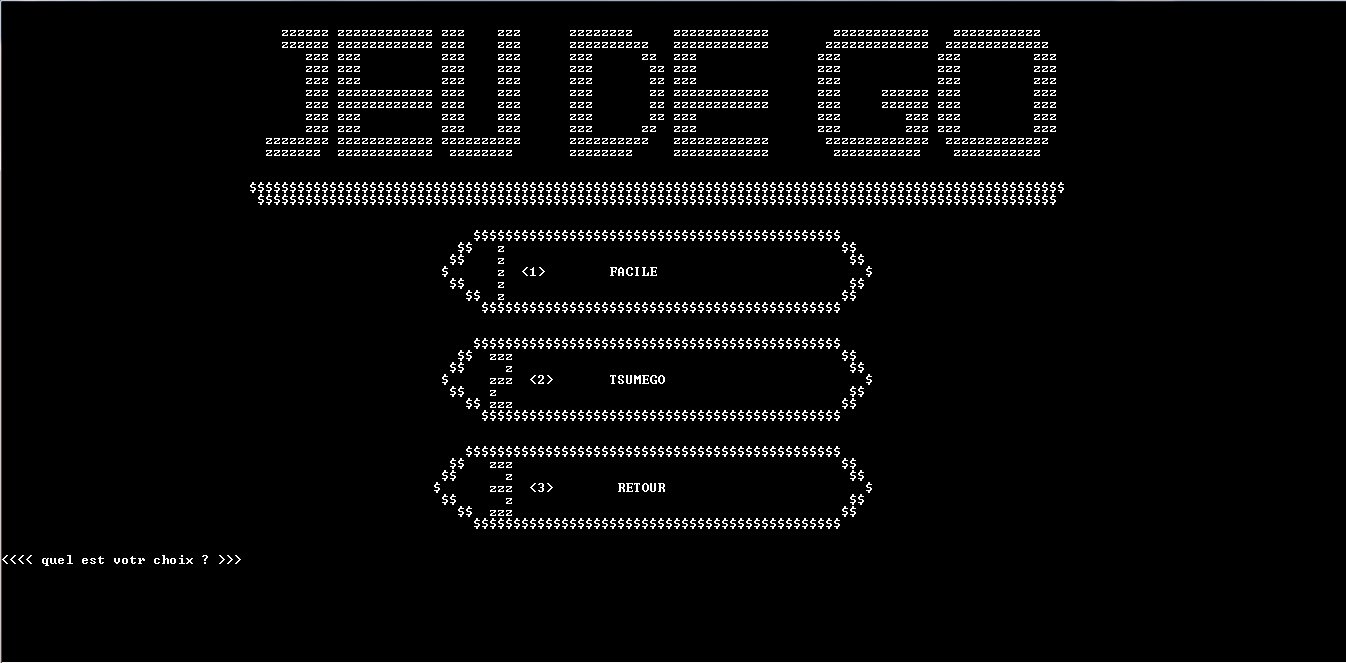 JEU DE GO
<1> FACILE
<2> TSUMEGO
<3> RETOUR
<<<< quel est votr choix ? >>>